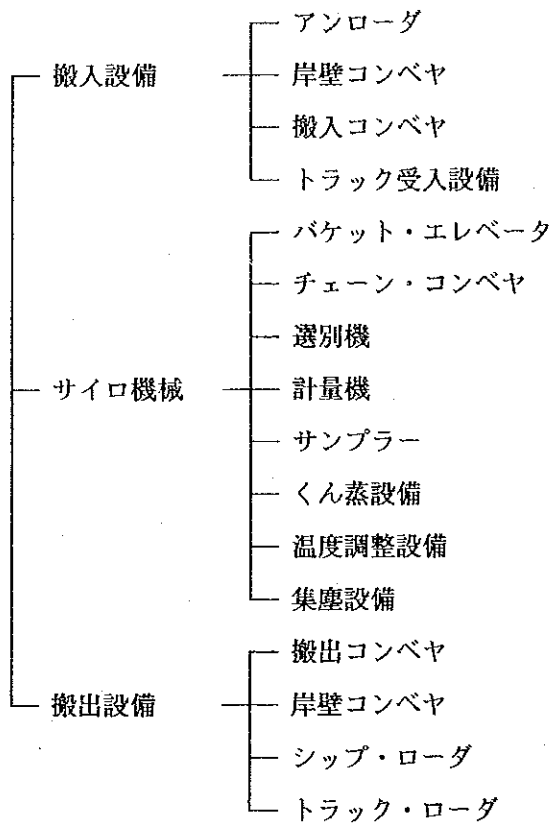 搬入設備
アンローダ
岸壁コンベヤ
搬入コンベヤ
トラック受入設備
サイロ機械
バケット・エレベータ
チェーン・コンベヤ
選別機
計量機
サンプラー
くん蒸設備
温度調整設備
集塵設備
搬出設備
搬出コンベヤ
岸壁コンベヤ
シップ・ローダ
トラック・ローダ